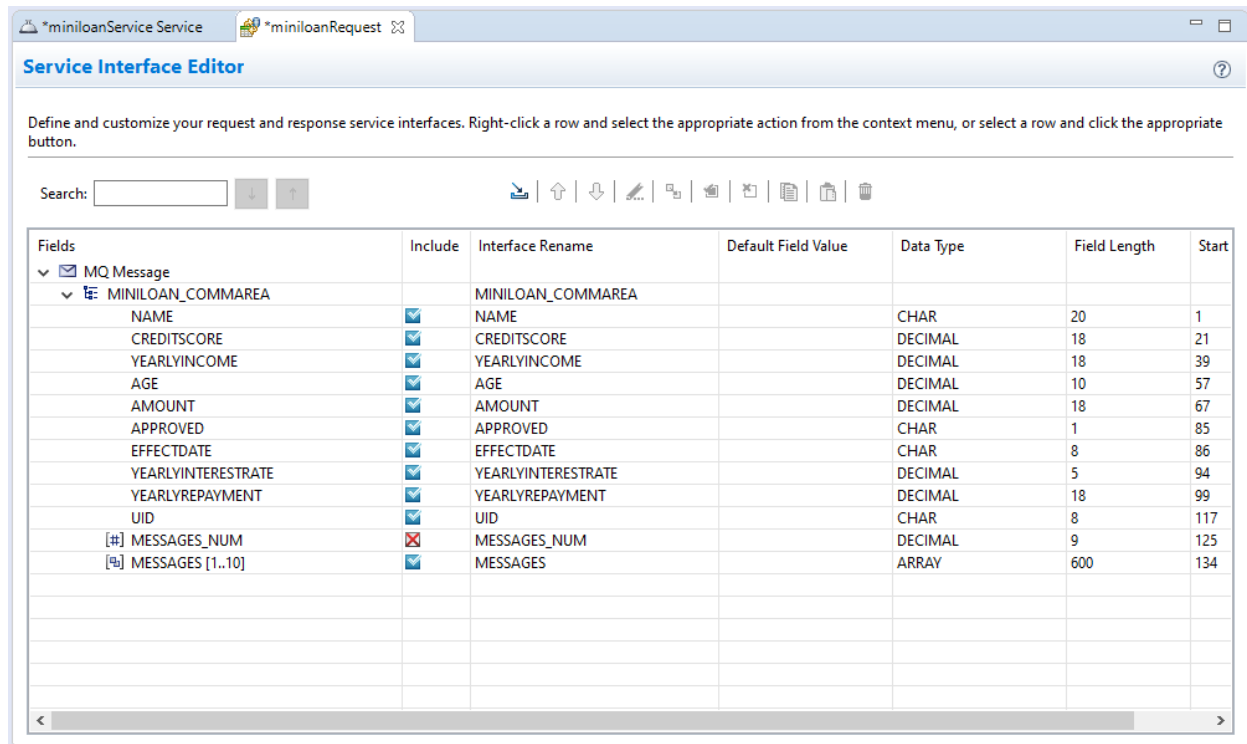 *miniloanService Service *miniloanRequest
Service Interface Editor
Define and customize your request and response service interfaces. Right-click a row and select the appropriate action from the context menu, or select a row and click the appropriate
button.
Search:
Fields Include Interface Rename Default Field Value Data Type Field Length Start
MQ Message
MINILOAN_COMMAREA MINILOAN_COMMAREA
NAME NAME CHAR 20 1
CREDITSCORE CREDITSCORE DECIMAL 18 21
YEARLYINCOME YEARLYINCOME DECIMAL 18 39
AGE AGE DECIMAL 10 57
AMOUNT AMOUNT DECIMAL 18 67
APPROVED APPROVED CHAR 1 85
EFFECTDATE EFFECTDATE CHAR 8 86
YEARLYINTERESTRATE YEARLYINTERESTRATE DECIMAL 5 94
YEARLYREPAYMENT YEARLYREPAYMENT DECIMAL 18 99
UID UID CHAR 8 117
[#] MESSAGES_NUM MESSAGES_NUM DECIMAL 9 125
MESSAGES [1..10] MESSAGES ARRAY 600 134